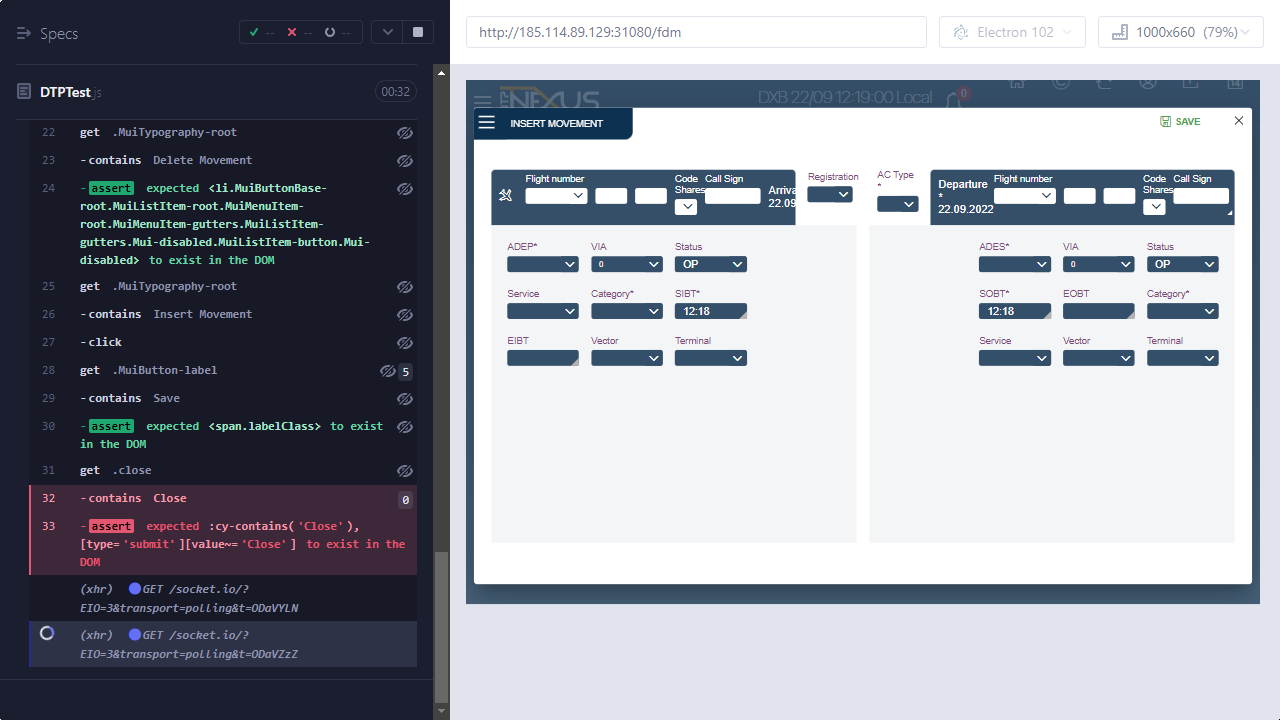 Specs
--
--
--
http://185.114.89.129:31080/fdm
Electron 102
1000x660 (79%)
DTPTest.js
00:32
22 get .MuiTypography-root
23 -contains Delete Movement
24 -assert expected <li.MuiButtonBase-
root.MuiListItem-root.MuiMenuItem-
root.MuiMenuItem-gutters.MuiListItem-
gutters.Mui-disabled.MuiListItem-button.Mui-
disabled> to exist in the DOM
25 get .MuiTypography-root
26 -contains Insert Movement
27 -click
28 get .MuiButton-label 5
29 -contains Save
30 -assert expected <span.labelClass> to exist
in the DOM
31 get .close
32 -contains Close 0
33 -assert expected :cy-contains('Close'),
[type='submit'][value~='Close'] to exist in the
DOM
(xhr) GET /socket.io/?
EIO=3&transport=polling&t=ODaVYLN
(xhr) GET /socket.io/?
EIO=3&transport=polling&t=ODaVZzZ
NEXUS
DXB 22/09 12:19:00 Local
0
INSERT MOVEMENT
SAVE
Flight number
Code
Shares
Call Sign
Arriva
22.09
Registration
AC Type
*
Departure
*
22.09.2022
Flight number
Code
Shares
Call Sign
ADEP* VIA Status
0 OP
Service Category* SIBT*
12:18
EIBT Vector Terminal
ADES* VIA Status
0 OP
SOBT* EOBT Category*
12:18
Service Vector Terminal